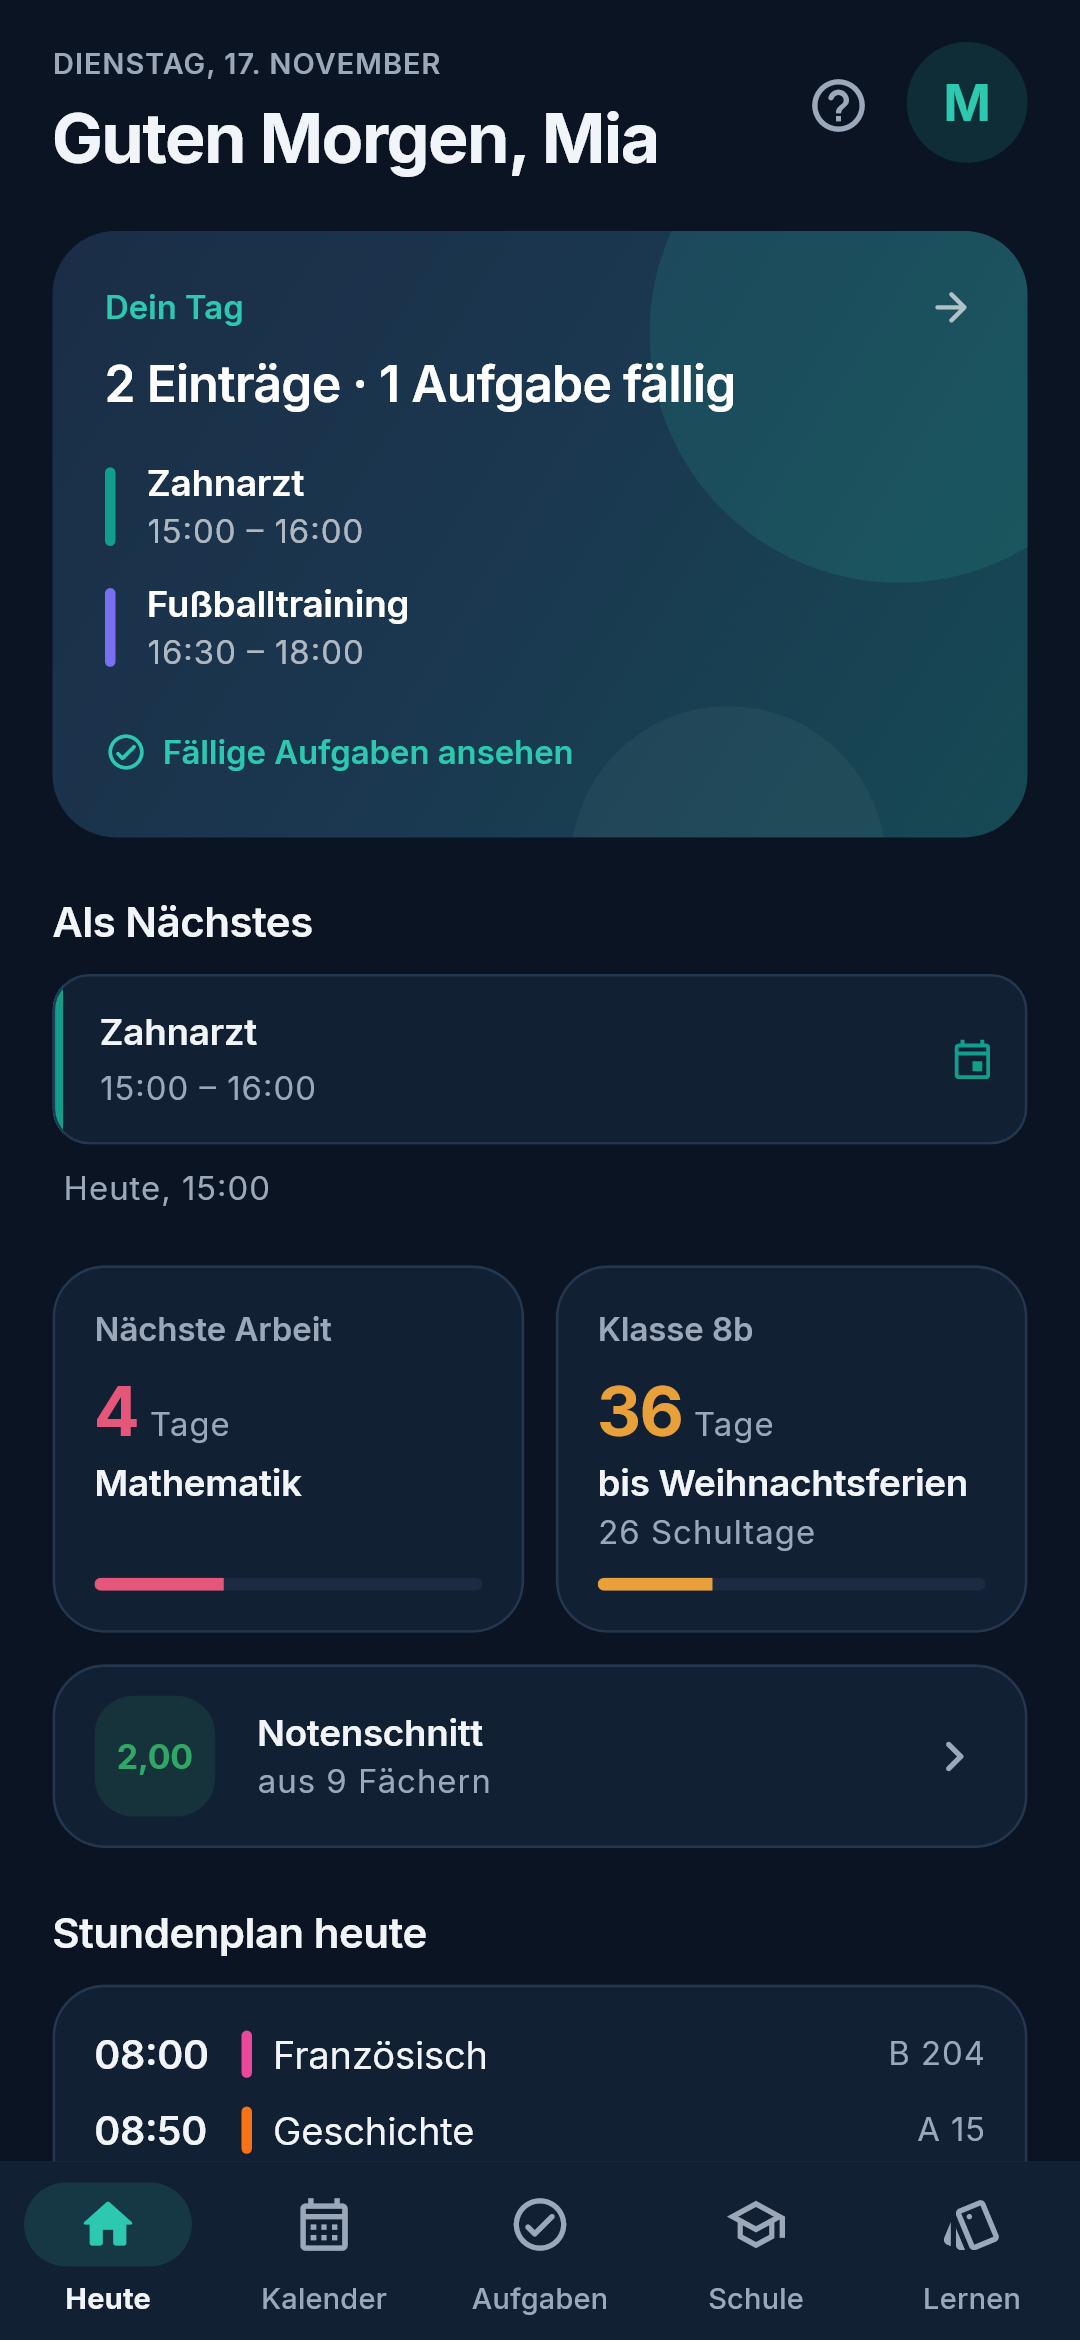 DIENSTAG, 17. NOVEMBER
Guten Morgen, Mia
M
Dein Tag
2 Einträge · 1 Aufgabe fällig
Zahnarzt
15:00 – 16:00
Fußballtraining
16:30 – 18:00
Fällige Aufgaben ansehen
Als Nächstes
Zahnarzt
15:00 – 16:00
Heute, 15:00
Nächste Arbeit
4 Tage
Mathematik
Klasse 8b
36 Tage
bis Weihnachtsferien
26 Schultage
2,00
Notenschnitt
aus 9 Fächern
Stundenplan heute
08:00 Französisch B 204
08:50 Geschichte A 15
Heute Kalender Aufgaben Schule Lernen